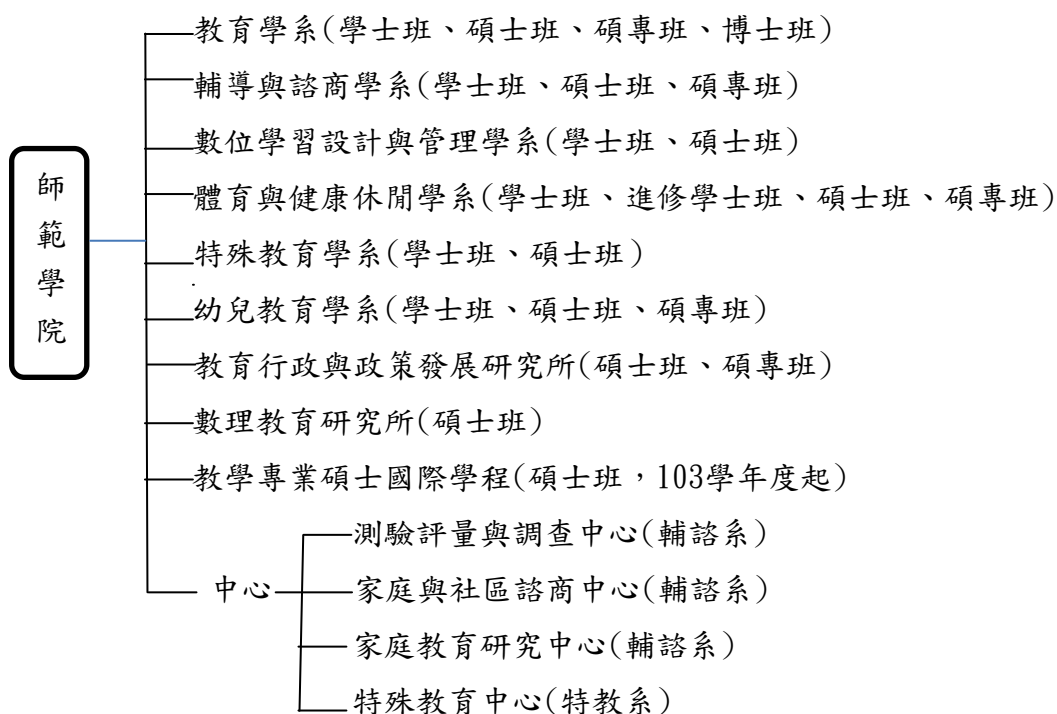 教育學系(學士班、碩士班、碩專班、博士班)
輔導與諮商學系(學士班、碩士班、碩專班)
數位學習設計與管理學系(學士班、碩士班)
體育與健康休閒學系(學士班、進修學士班、碩士班、碩專班)
師範學院
特殊教育學系(學士班、碩士班)
幼兒教育學系(學士班、碩士班、碩專班)
教育行政與政策發展研究所(碩士班、碩專班)
數理教育研究所(碩士班)
教學專業碩士國際學程(碩士班，103學年度起)
中心
測驗評量與調查中心(輔諮系)
家庭與社區諮商中心(輔諮系)
家庭教育研究中心(輔諮系)
特殊教育中心(特教系)